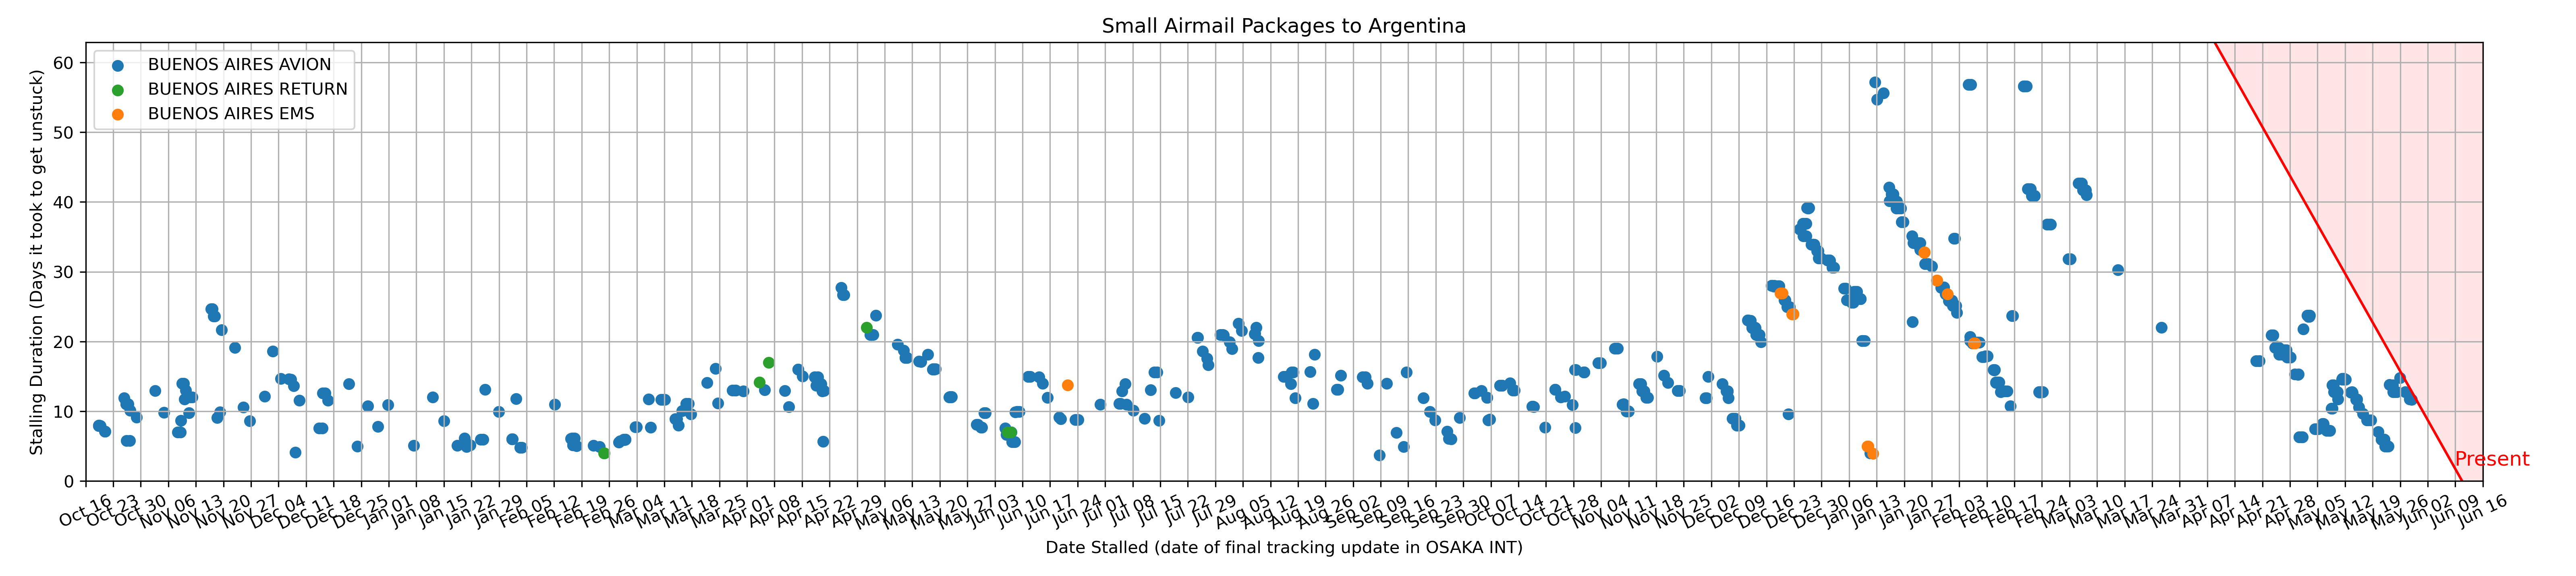 Small Airmail Packages to Argentina
BUENOS AIRES AVION
BUENOS AIRES RETURN
BUENOS AIRES EMS
Stalling Duration (Days it took to get unstuck)
60
50
40
30
20
10
0
Present
Oct 16
Oct 23
Oct 30
Nov 06
Nov 13
Nov 20
Nov 27
Dec 04
Dec 11
Dec 18
Dec 25
Jan 01
Jan 08
Jan 15
Jan 22
Jan 29
Feb 05
Feb 12
Feb 19
Feb 26
Mar 04
Mar 11
Mar 18
Mar 25
Apr 01
Apr 08
Apr 15
Apr 22
Apr 29
May 06
May 13
May 20
May 27
Jun 03
Jun 10
Jun 17
Jun 24
Jul 01
Jul 08
Jul 15
Jul 22
Jul 29
Aug 05
Aug 12
Aug 19
Aug 26
Sep 02
Sep 09
Sep 16
Sep 23
Sep 30
Oct 07
Oct 14
Oct 21
Oct 28
Nov 04
Nov 11
Nov 18
Nov 25
Dec 02
Dec 09
Dec 16
Dec 23
Dec 30
Jan 06
Jan 13
Jan 20
Jan 27
Feb 03
Feb 10
Feb 17
Feb 24
Mar 03
Mar 10
Mar 17
Mar 24
Mar 31
Apr 07
Apr 14
Apr 21
Apr 28
May 05
May 12
May 19
May 26
Jun 02
Jun 09
Jun 16
Date Stalled (date of final tracking update in OSAKA INT)